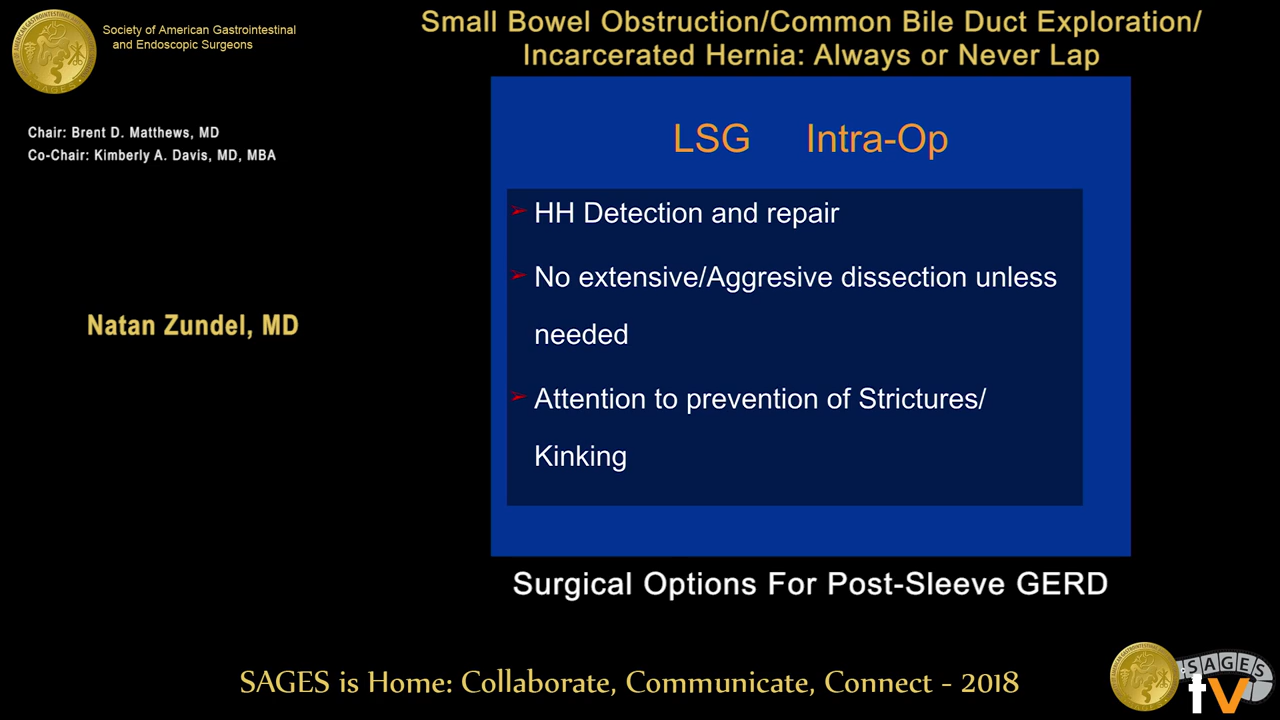 Society of American Gastrointestinal
and Endoscopic Surgeons
Small Bowel Obstruction/Common Bile Duct Exploration/
Incarcerated Hernia: Always or Never Lap
Chair: Brent D. Matthews, MD
Co-Chair: Kimberly A. Davis, MD, MBA
Natan Zundel, MD
LSG Intra-Op
➢ HH Detection and repair
➢ No extensive/Aggresive dissection unless
needed
➢ Attention to prevention of Strictures/
Kinking
Surgical Options For Post-Sleeve GERD
SAGES is Home: Collaborate, Communicate, Connect - 2018
SAGES
tv